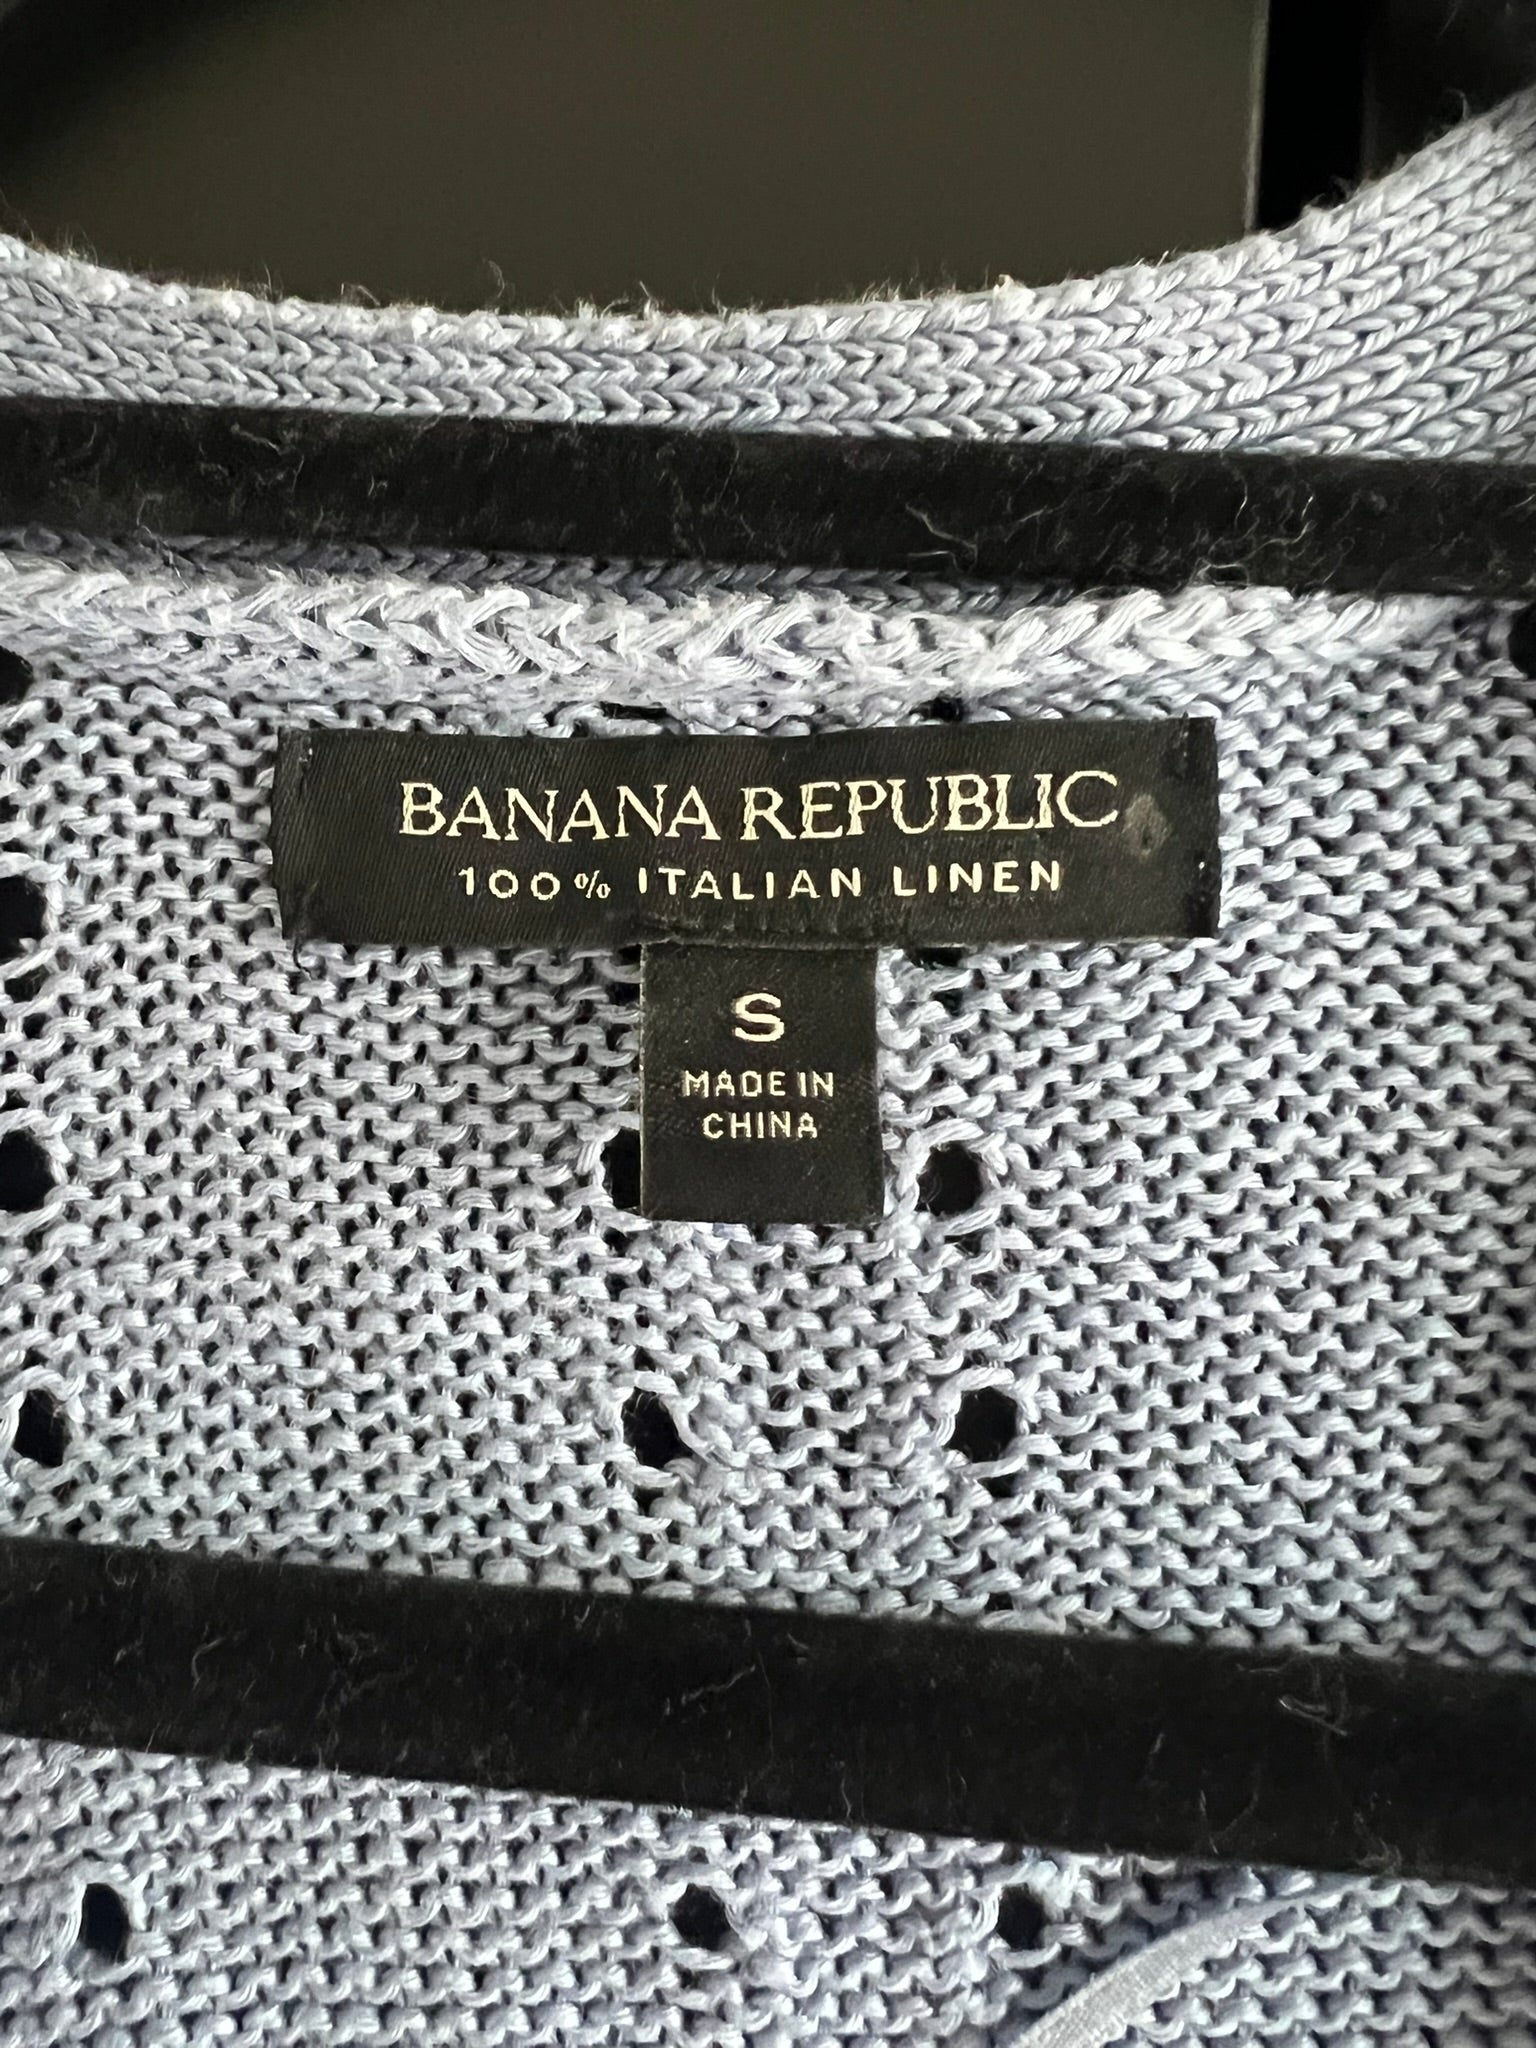 BANANA REPUBLIC
100% ITALIAN LINEN
S
MADE IN
CHINA